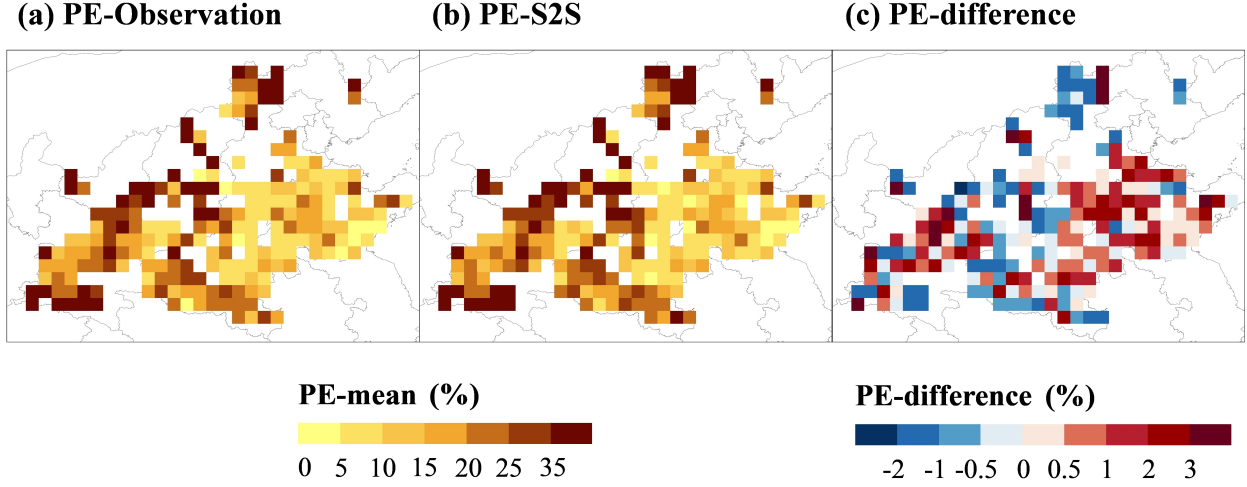 (a) PE-Observation
(b) PE-S2S
(c) PE-difference
PE-mean (%)
0 5 10 15 20 25 35
PE-difference (%)
-2 -1 -0.5 0 0.5 1 2 3